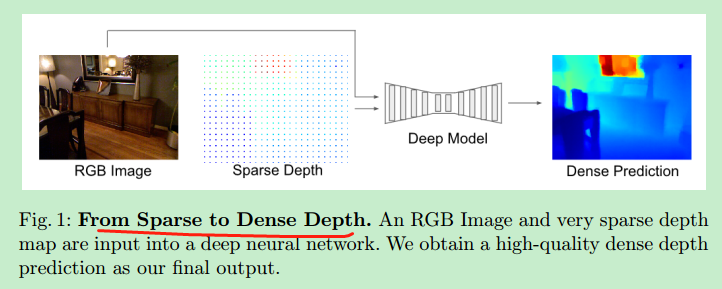 RGB Image
Sparse Depth
Deep Model
Dense Prediction
Fig. 1: From Sparse to Dense Depth. An RGB Image and very sparse depth
map are input into a deep neural network. We obtain a high-quality dense depth
prediction as our final output.